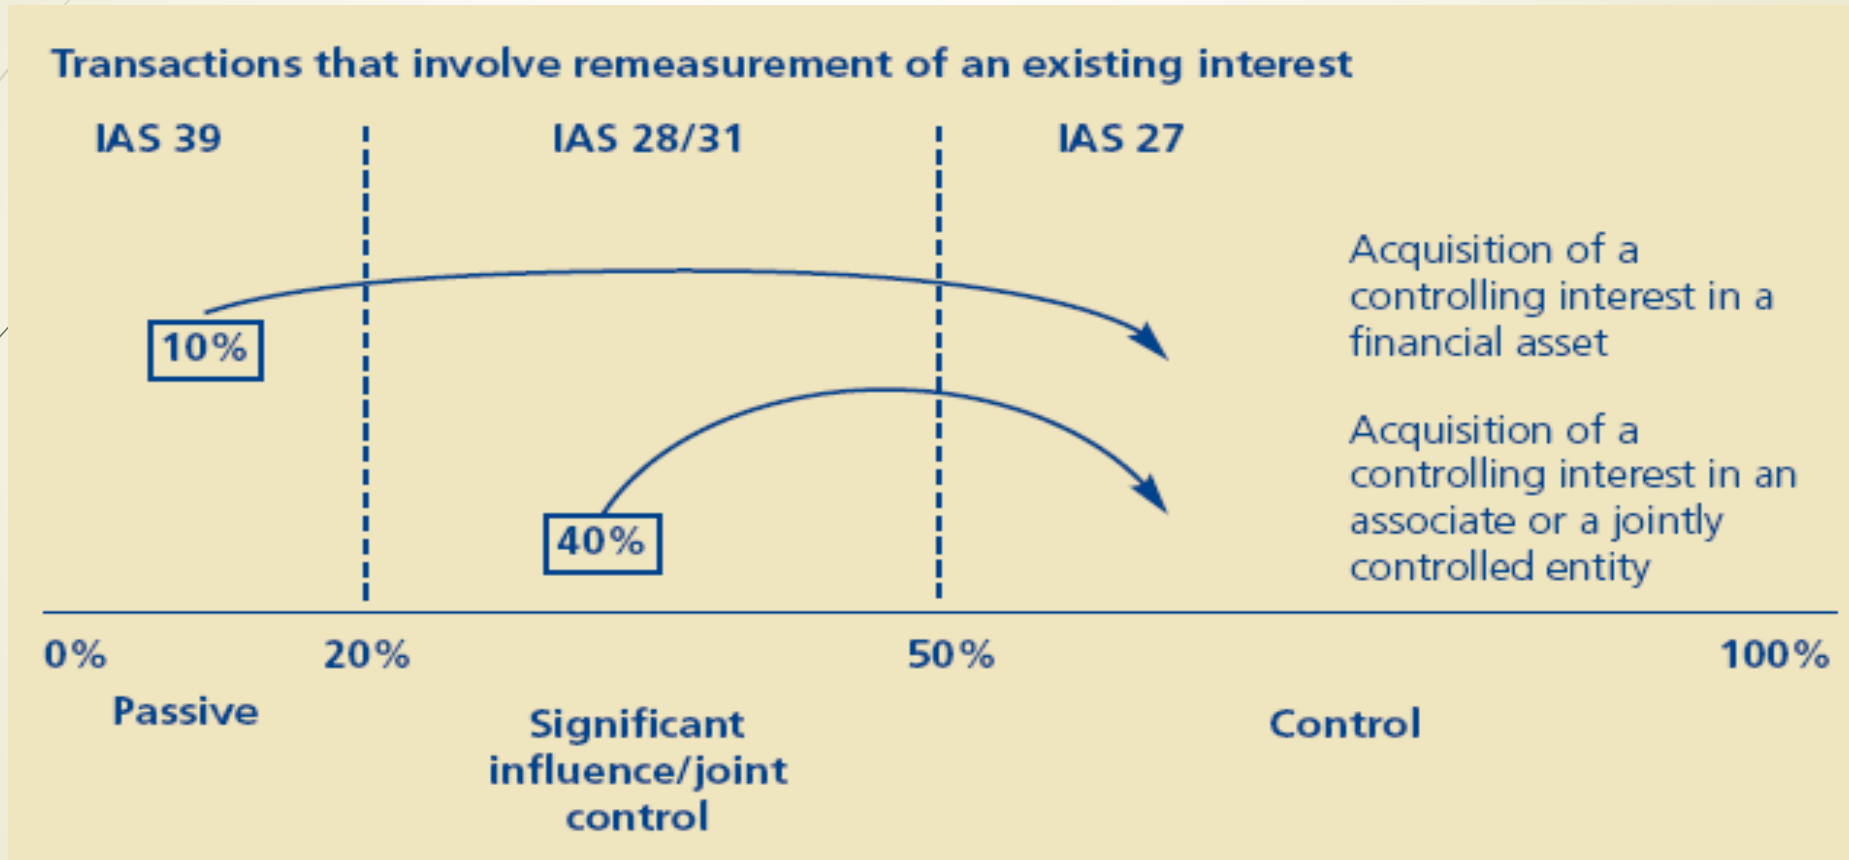 Transactions that involve remeasurement of an existing interest
IAS 39
IAS 28/31
IAS 27
Acquisition of a
controlling interest in a
financial asset
10%
Acquisition of a
controlling interest in an
associate or a jointly
controlled entity
40%
0%
20%
50%
100%
Passive
Significant
influence/joint
control
Control